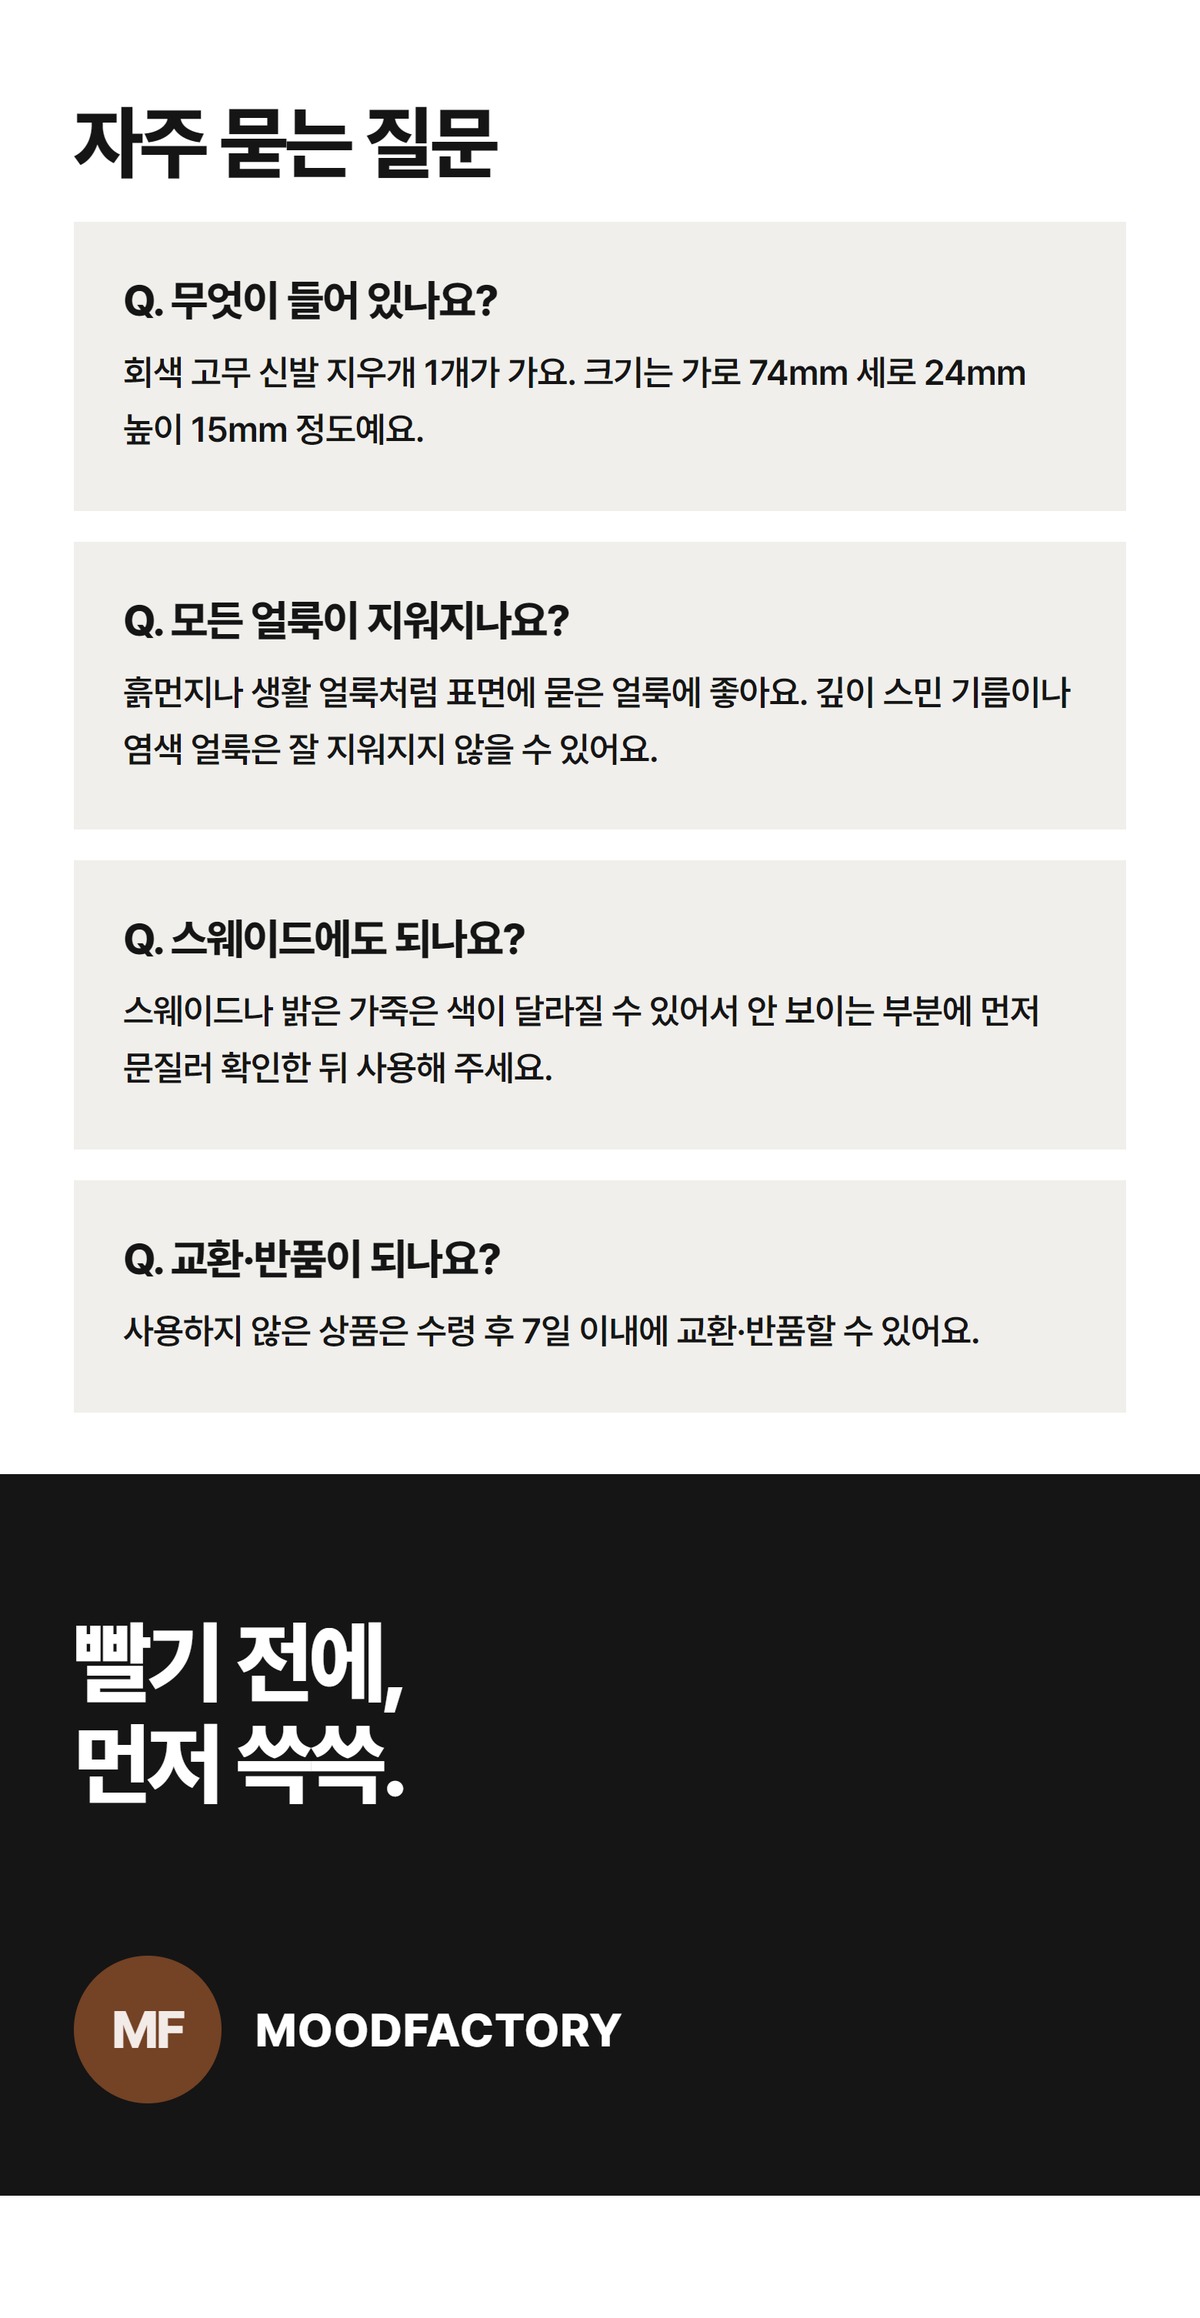 자주 묻는 질문
Q. 무엇이 들어 있나요?
회색 고무 신발 지우개 1개가 가요. 크기는 가로 74mm 세로 24mm
높이 15mm 정도예요.
Q. 모든 얼룩이 지워지나요?
흙먼지나 생활 얼룩처럼 표면에 묻은 얼룩에 좋아요. 깊이 스민 기름이나
염색 얼룩은 잘 지워지지 않을 수 있어요.
Q. 스웨이드에도 되나요?
스웨이드나 밝은 가죽은 색이 달라질 수 있어서 안 보이는 부분에 먼저
문질러 확인한 뒤 사용해 주세요.
Q. 교환·반품이 되나요?
사용하지 않은 상품은 수령 후 7일 이내에 교환·반품할 수 있어요.
빨기 전에,
먼저 쓱쓱.
MF
MOODFACTORY